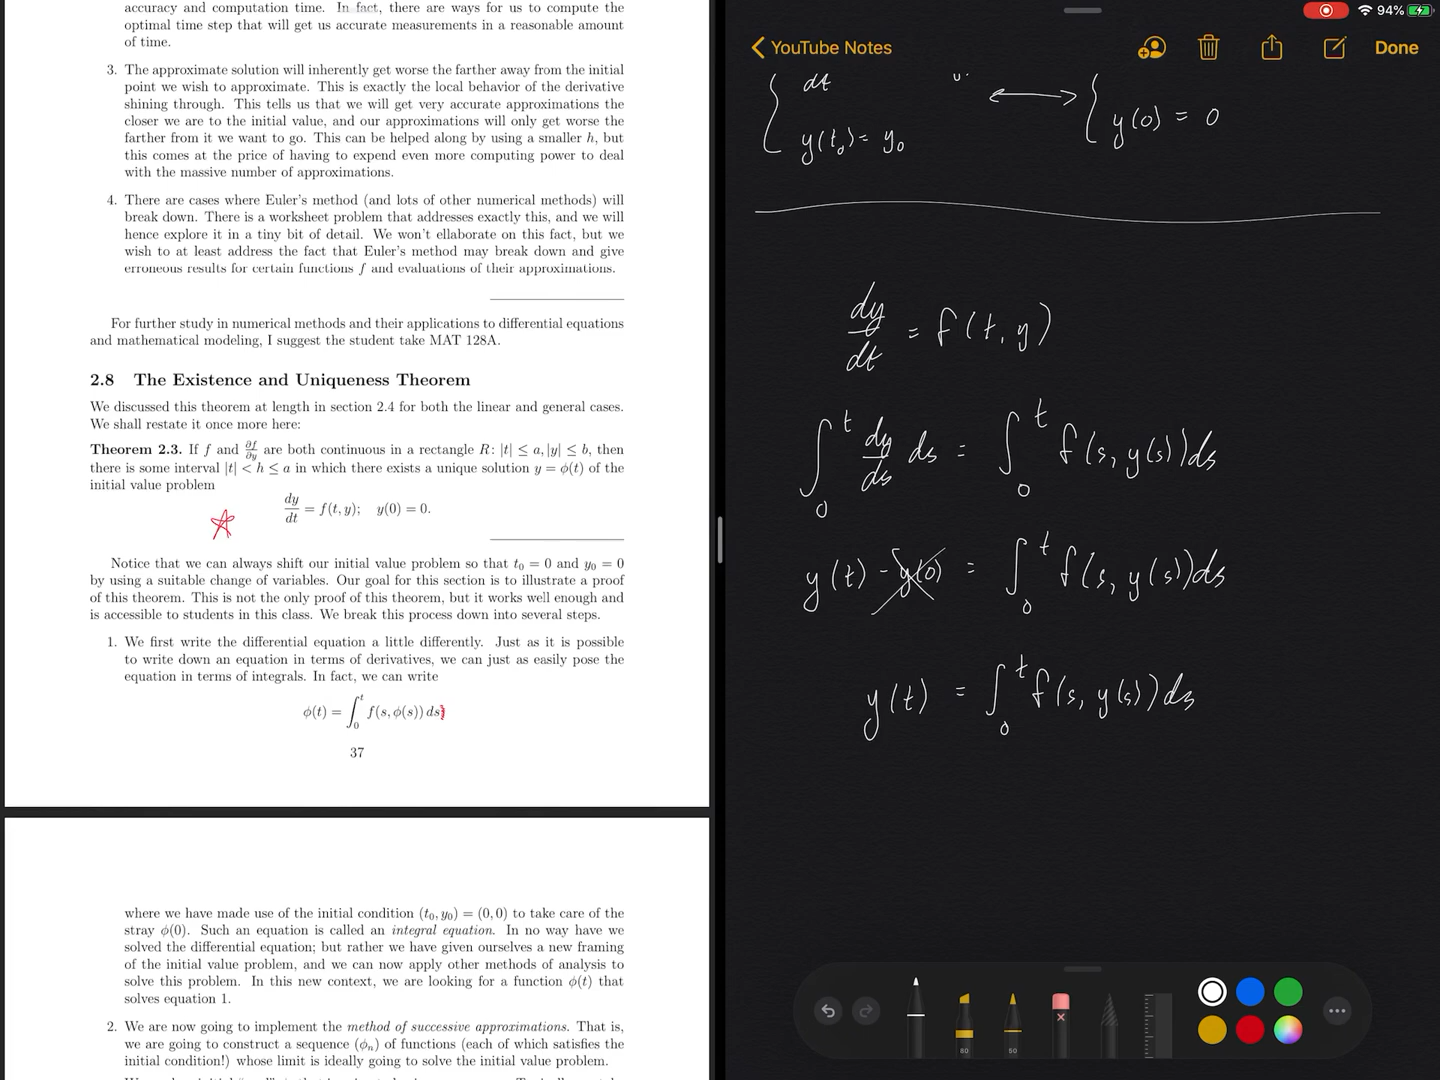 accuracy and computation time. In fact, there are ways for us to compute the
optimal time step that will get us accurate measurements in a reasonable amount
of time.
3. The approximate solution will inherently get worse the farther away from the initial
point we wish to approximate. This is exactly the local behavior of the derivative
shining through. This tells us that we will get very accurate approximations the
closer we are to the initial value, and our approximations will only get worse the
farther from it we want to go. This can be helped along by using a smaller h, but
this comes at the price of having to expend even more computing power to deal
with the massive number of approximations.
4. There are cases where Euler's method (and lots of other numerical methods) will
break down. There is a worksheet problem that addresses exactly this, and we will
hence explore it in a tiny bit of detail. We won't ellaborate on this fact, but we
wish to at least address the fact that Euler's method may break down and give
erroneous results for certain functions f and evaluations of their approximations.
For further study in numerical methods and their applications to differential equations
and mathematical modeling, I suggest the student take MAT 128A.
2.8 The Existence and Uniqueness Theorem
We discussed this theorem at length in section 2.4 for both the linear and general cases.
We shall restate it once more here:
Theorem 2.3. If f and ∂f/∂y are both continuous in a rectangle R: |t| ≤ a, |y| ≤ b, then
there is some interval |t| < h ≤ a in which there exists a unique solution y = ϕ(t) of the
initial value problem
dy/dt = f(t, y); y(0) = 0.
Notice that we can always shift our initial value problem so that t₀ = 0 and y₀ = 0
by using a suitable change of variables. Our goal for this section is to illustrate a proof
of this theorem. This is not the only proof of this theorem, but it works well enough and
is accessible to students in this class. We break this process down into several steps.
1. We first write the differential equation a little differently. Just as it is possible
to write down an equation in terms of derivatives, we can just as easily pose the
equation in terms of integrals. In fact, we can write
ϕ(t) = ∫₀ᵗ f(s, ϕ(s)) ds
37
where we have made use of the initial condition (t₀, y₀) = (0, 0) to take care of the
stray ϕ(0). Such an equation is called an integral equation. In no way have we
solved the differential equation; but rather we have given ourselves a new framing
of the initial value problem, and we can now apply other methods of analysis to
solve this problem. In this new context, we are looking for a function ϕ(t) that
solves equation 1.
2. We are now going to implement the method of successive approximations. That is,
we are going to construct a sequence (ϕₙ) of functions (each of which satisfies the
initial condition!) whose limit is ideally going to solve the initial value problem.
94%
YouTube Notes
Done
dt
y(t₀) = y₀
y(0) = 0
dy/dt = f(t, y)
∫₀ᵗ dy/ds ds = ∫₀ᵗ f(s, y(s)) ds
y(t) - y(0) = ∫₀ᵗ f(s, y(s)) ds
y(t) = ∫₀ᵗ f(s, y(s)) ds
80
50